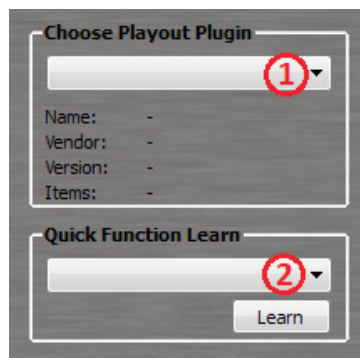 Choose Playout Plugin
1
Name: -
Vendor: -
Version: -
Items: -
Quick Function Learn
2
Learn